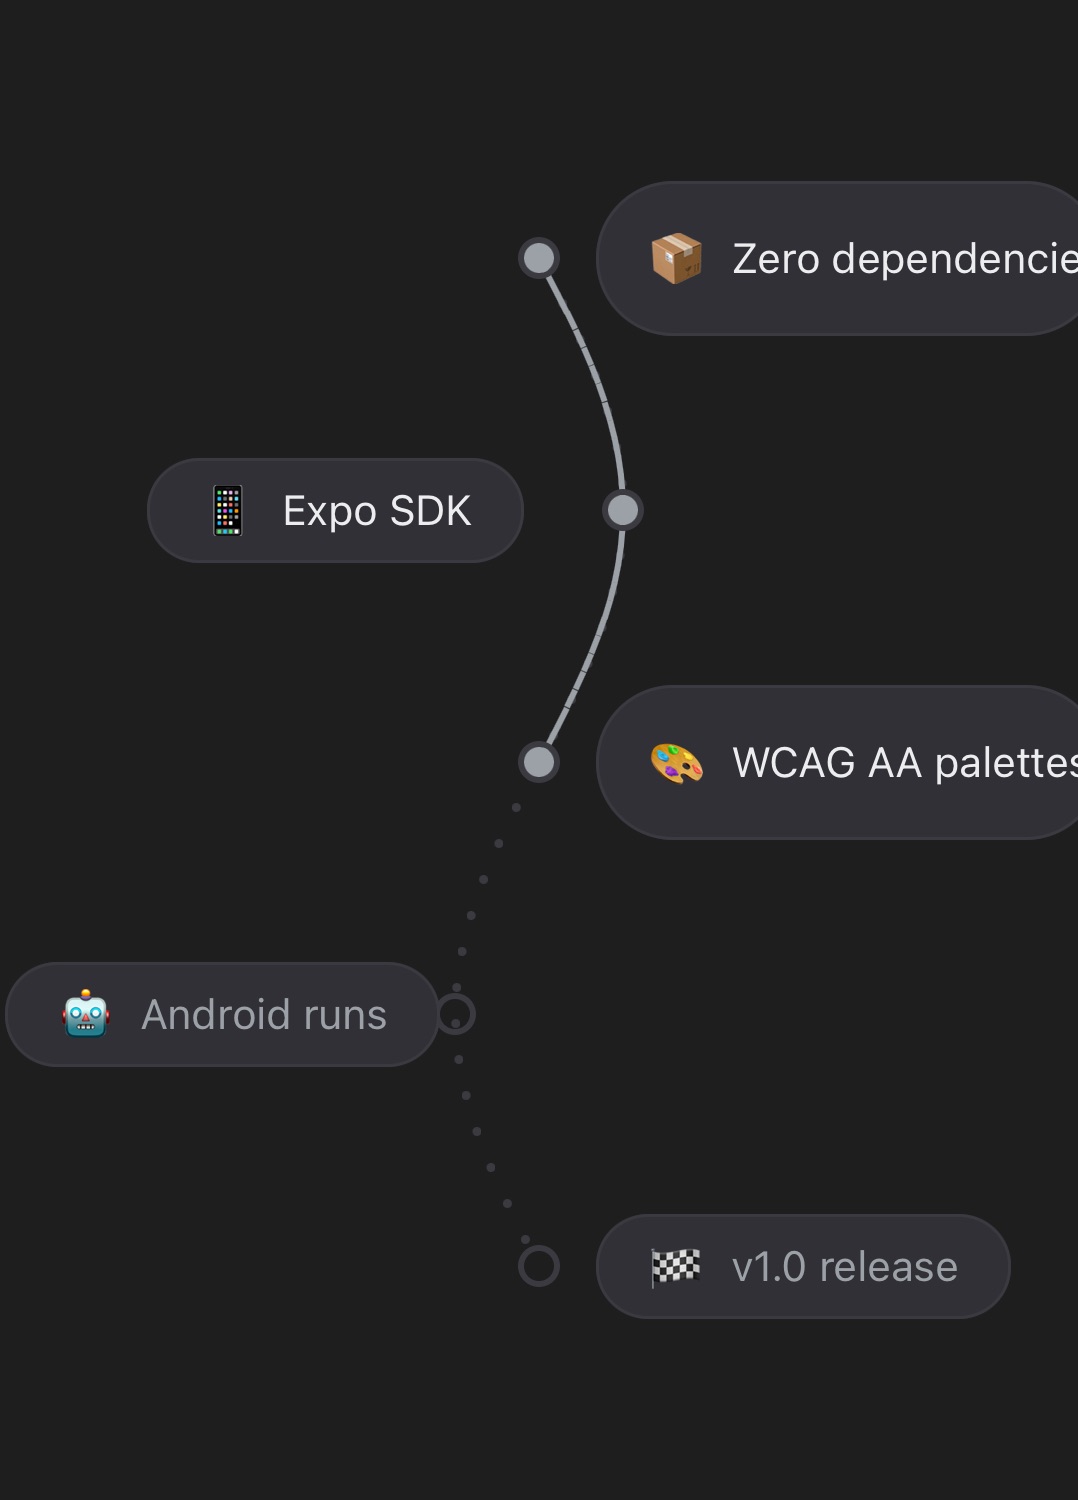 Zero dependencie
Expo SDK
WCAG AA palettes
Android runs
v1.0 release